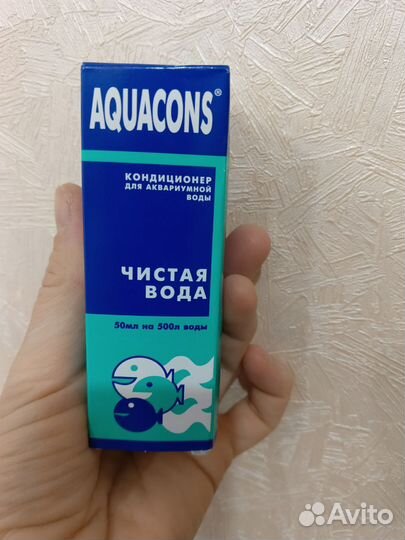 AQUACONS®
КОНДИЦИОНЕР
ДЛЯ АКВАРИУМНОЙ
ВОДЫ
ЧИСТАЯ
ВОДА
50мл на 500л воды
Avito